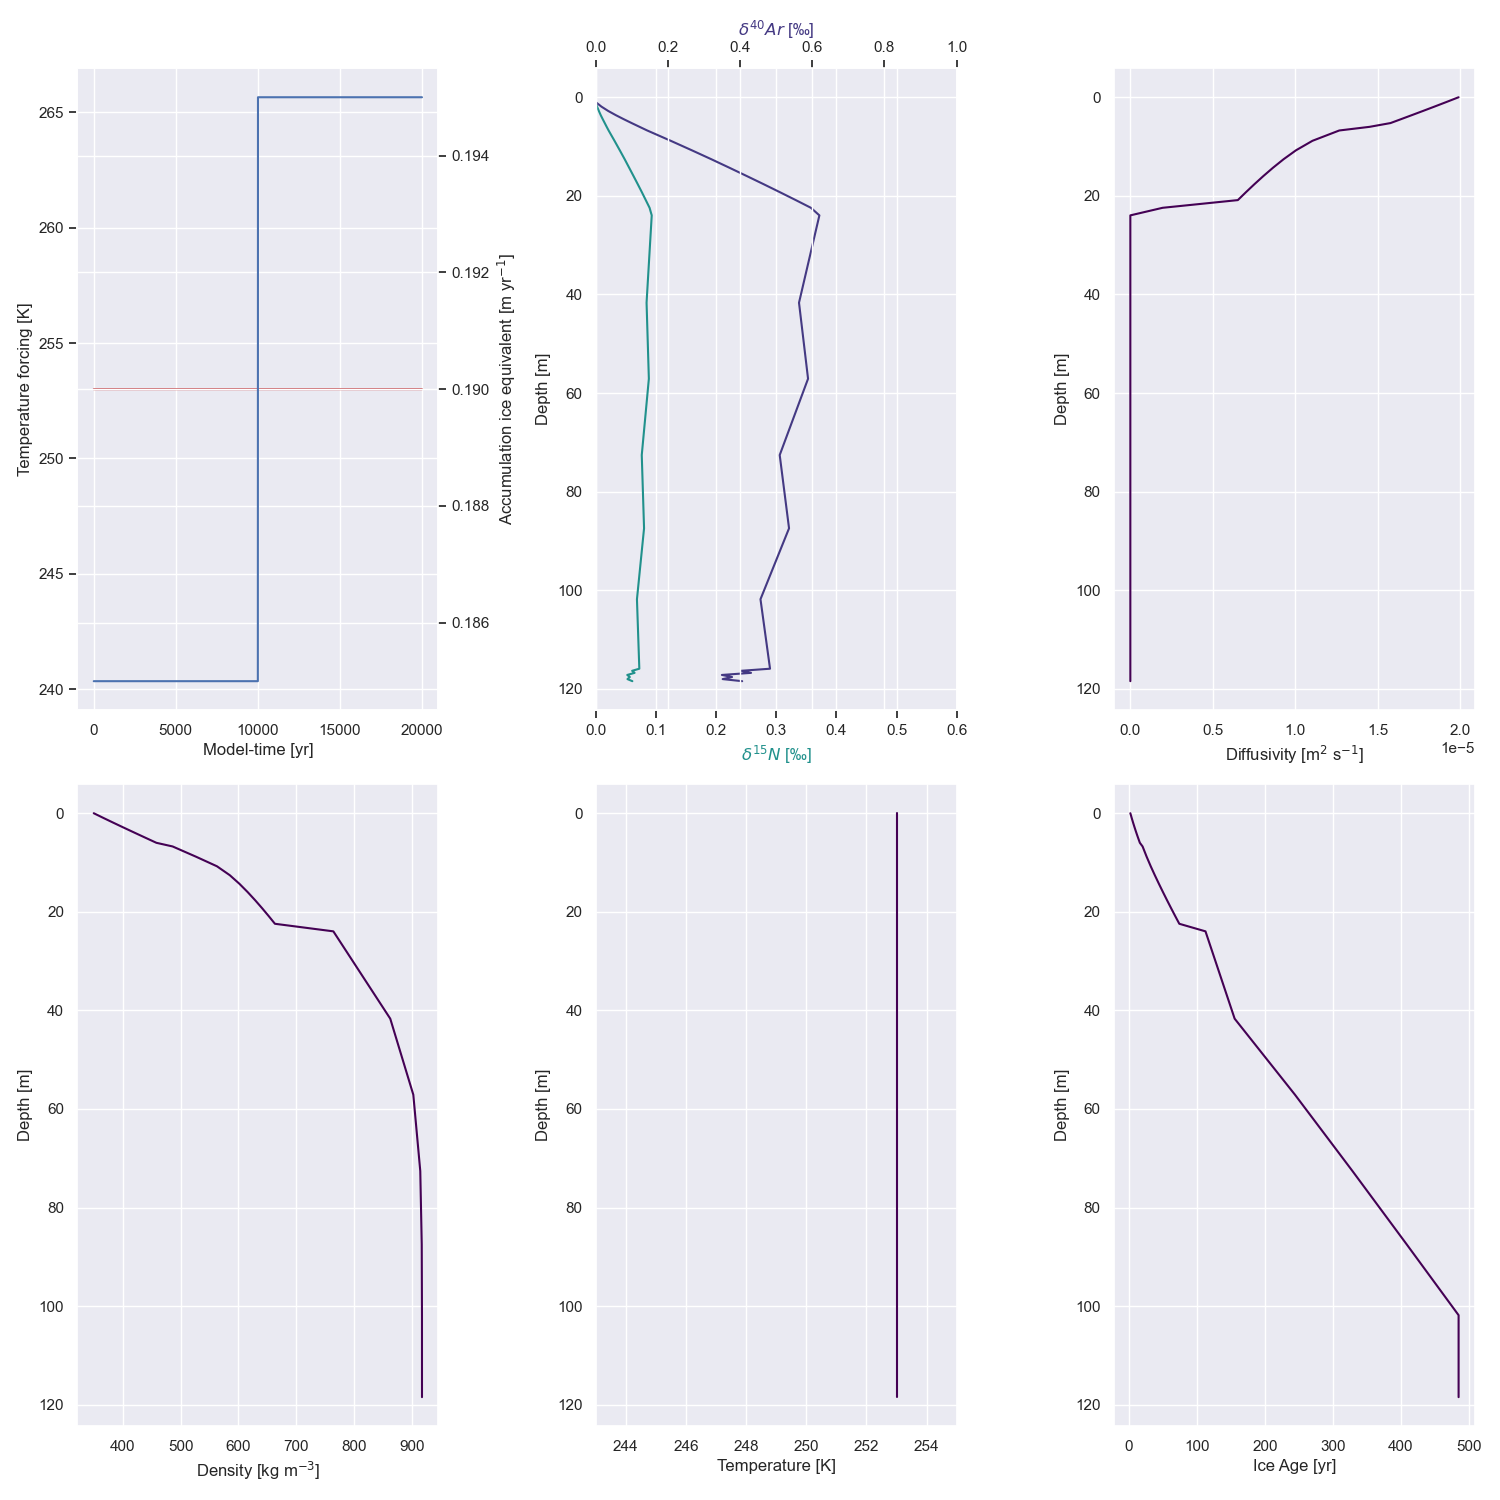 δ⁴⁰Ar [‰]
0.0 0.2 0.4 0.6 0.8 1.0
265
260
255
250
245
240
Temperature forcing [K]
0.194
0.192
0.190
0.188
0.186
Accumulation ice equivalent [m yr⁻¹]
0 5000 10000 15000 20000
Model-time [yr]
0
20
40
60
80
100
120
Depth [m]
0.0 0.1 0.2 0.3 0.4 0.5 0.6
δ¹⁵N [‰]
0
20
40
60
80
100
120
Depth [m]
0.0 0.5 1.0 1.5 2.0
1e−5
Diffusivity [m² s⁻¹]
0
20
40
60
80
100
120
Depth [m]
400 500 600 700 800 900
Density [kg m⁻³]
0
20
40
60
80
100
120
Depth [m]
244 246 248 250 252 254
Temperature [K]
0
20
40
60
80
100
120
Depth [m]
0 100 200 300 400 500
Ice Age [yr]